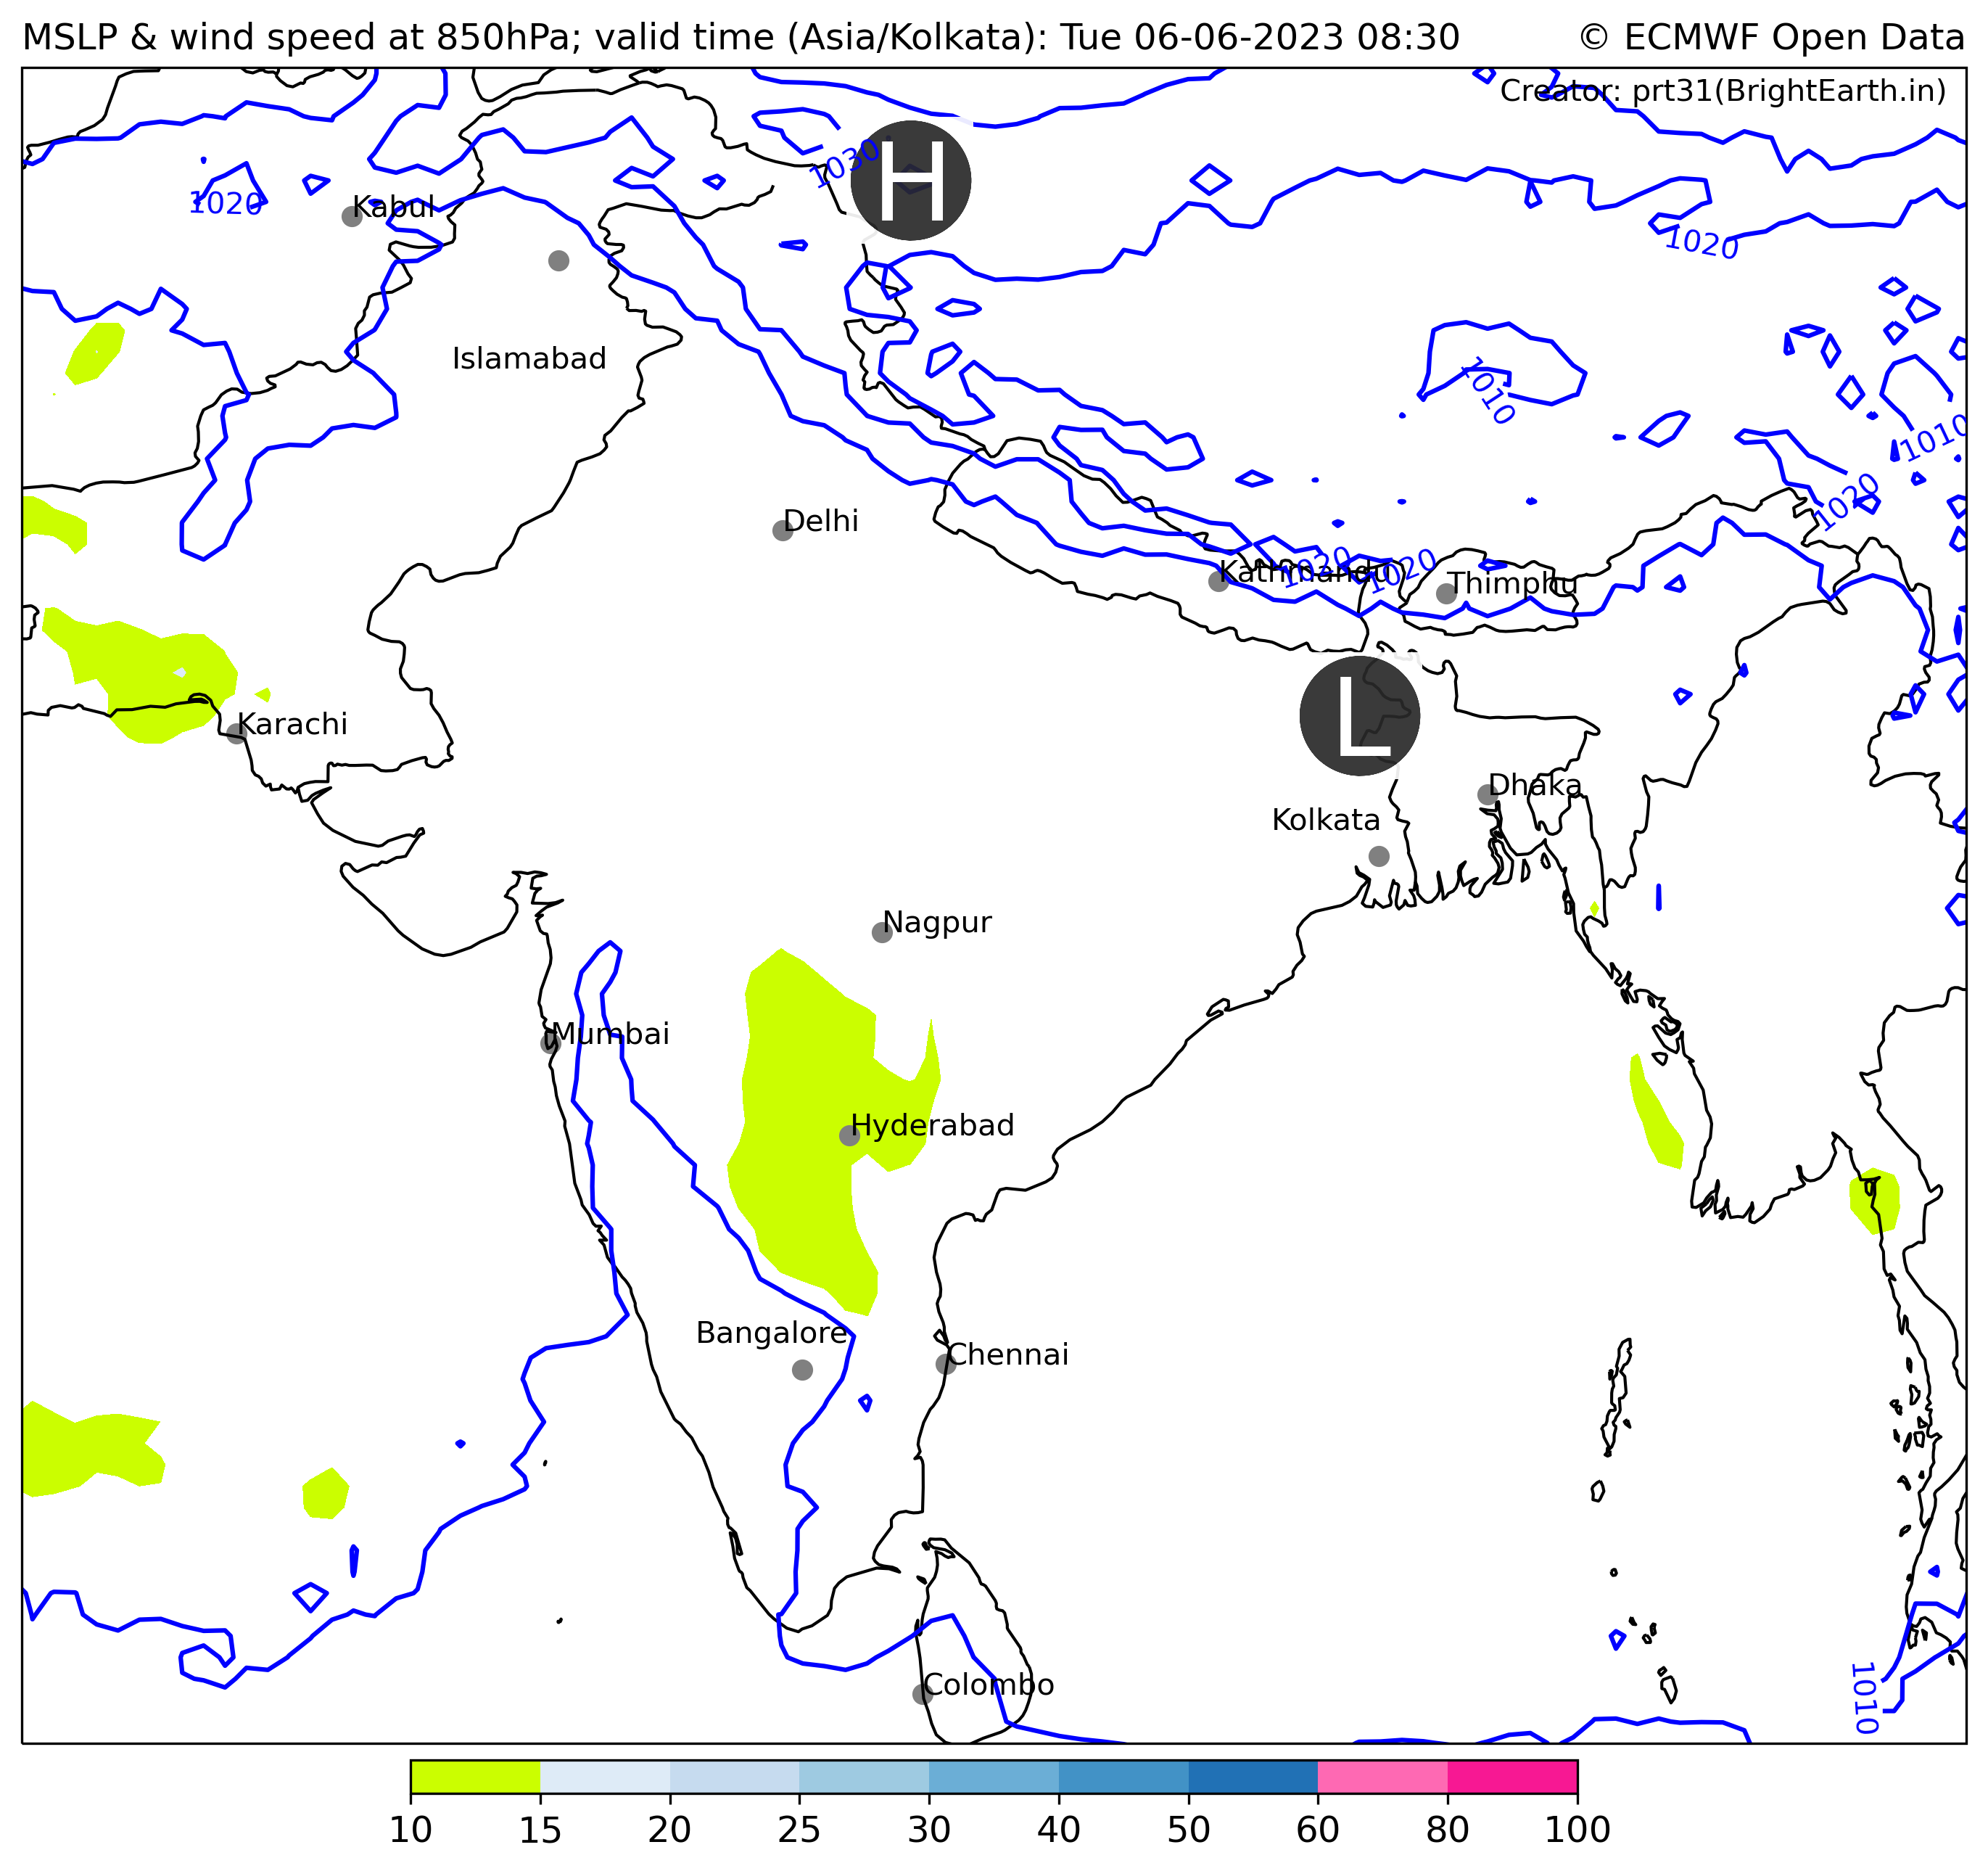 MSLP & wind speed at 850hPa; valid time (Asia/Kolkata): Tue 06-06-2023 08:30
© ECMWF Open Data
Creator: prt31(BrightEarth.in)
1030
H
1020
Kabul
1020
Islamabad
1010
1010
1020
Delhi
Kathmandu
1020
1020
Thimphu
L
Karachi
Dhaka
Kolkata
Nagpur
Mumbai
Hyderabad
Bangalore
Chennai
Colombo
1010
10 15 20 25 30 40 50 60 80 100